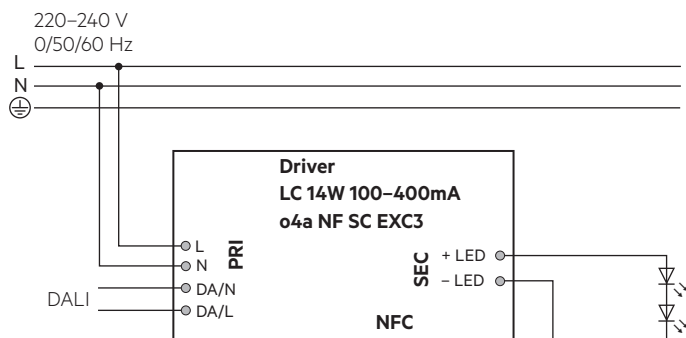 220–240 V
0/50/60 Hz
L
N
Driver
LC 14W 100–400mA
o4a NF SC EXC3
L
N
PRI
DA/N
DA/L
DALI
SEC
+ LED
– LED
NFC